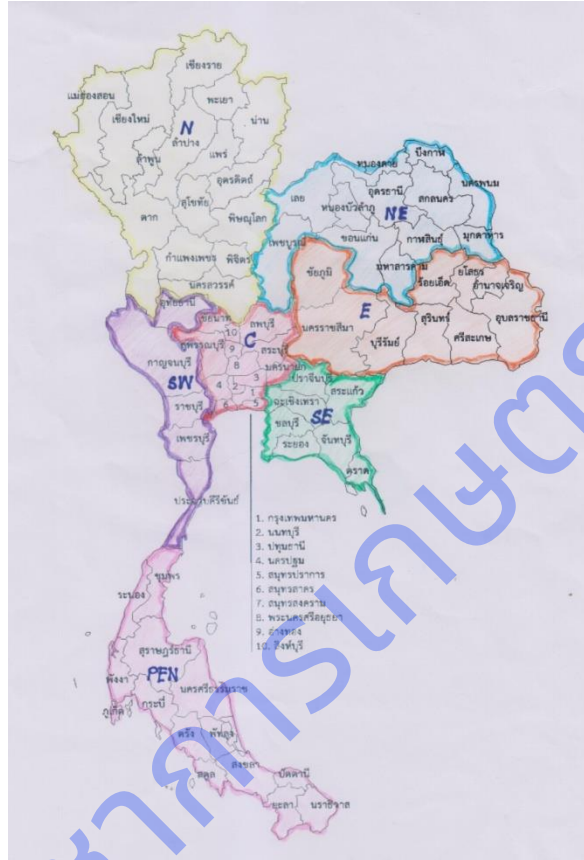 เชียงราย
แม่ฮ่องสอน
พะเยา
เชียงใหม่
น่าน
N
ลำปาง
ลำพูน
แพร่
อุตรดิตถ์
ตาก
สุโขทัย
พิษณุโลก
กำแพงเพชร
พิจิตร
นครสวรรค์
บึงกาฬ
หนองคาย
นครพนม
เลย
อุดรธานี
สกลนคร
หนองบัวลำภู
NE
เพชรบูรณ์
ขอนแก่น
กาฬสินธุ์
มุกดาหาร
มหาสารคาม
ชัยภูมิ
ร้อยเอ็ด
ยโสธร
อำนาจเจริญ
E
นครราชสีมา
บุรีรัมย์
สุรินทร์
ศรีสะเกษ
อุบลราชธานี
อุทัยธานี
ชัยนาท
ลพบุรี
10
C
สุพรรณบุรี
9
สระบุรี
กาญจนบุรี
8
นครนายก
SW
4
2
3
1
5
ราชบุรี
เพชรบุรี
ประจวบคีรีขันธ์
ปราจีนบุรี
สระแก้ว
ฉะเชิงเทรา
ชลบุรี
SE
ระยอง
จันทบุรี
ตราด
1. กรุงเทพมหานคร
2. นนทบุรี
3. ปทุมธานี
4. นครปฐม
5. สมุทรปราการ
6. สมุทรสาคร
7. สมุทรสงคราม
8. พระนครศรีอยุธยา
9. อ่างทอง
10. สิงห์บุรี
ชุมพร
ระนอง
สุราษฎร์ธานี
พังงา
PEN
นครศรีธรรมราช
ภูเก็ต
กระบี่
ตรัง
พัทลุง
สตูล
สงขลา
ปัตตานี
ยะลา
นราธิวาส